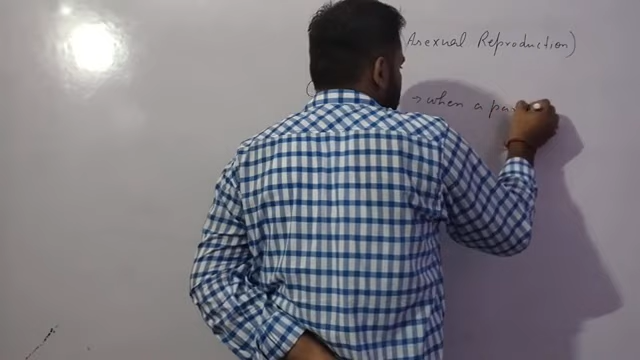 Asexual Reproduction)
→ when a